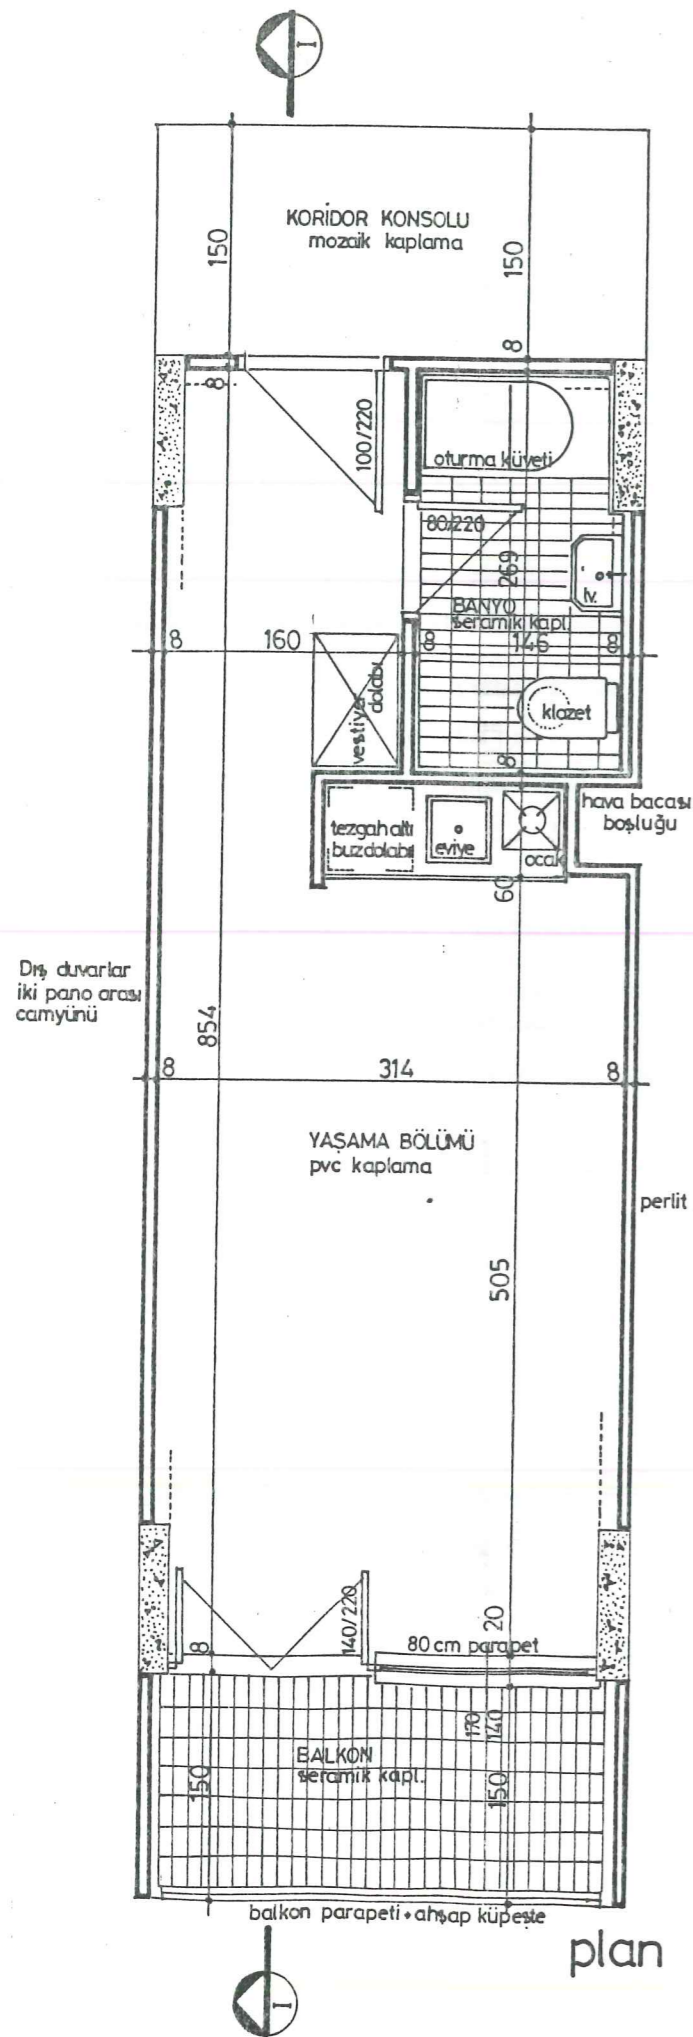 I
KORİDOR KONSOLU
mozaik kaplama
150
150
8
8
100/220
oturma küveti
80/220
269
lv.
BANYO
seramik kapl.
8
160
8
146
8
vestiyer
dolabı
klozet
8
hava bacası
boşluğu
tezgahaltı
buzdolabı
eviye
ocak
60
Dış duvarlar
iki pano arası
camyünü
854
8
314
8
YAŞAMA BÖLÜMÜ
pvc kaplama
perlit
505
140/220
20
8
80 cm parapet
170
140
BALKON
seramik kapl.
150
150
balkon parapeti+ahşap küpeşte
plan
I